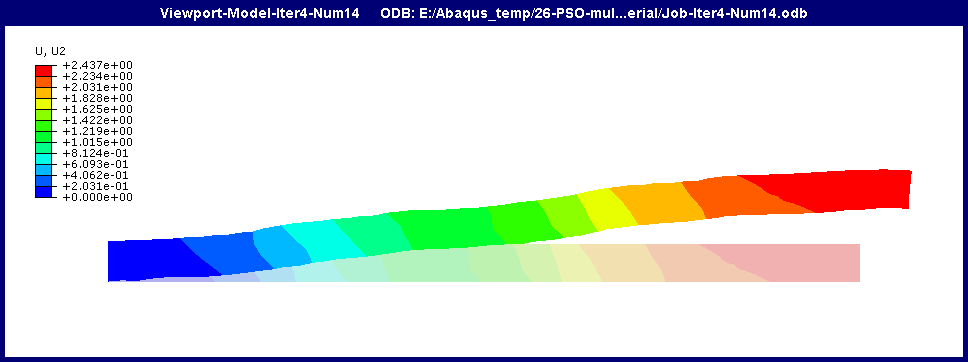 Viewport-Model-Iter4-Num14 ODB: E:/Abaqus_temp/26-PSO-mul...erial/Job-Iter4-Num14.odb
U, U2
+2.437e+00
+2.234e+00
+2.031e+00
+1.828e+00
+1.625e+00
+1.422e+00
+1.219e+00
+1.015e+00
+8.124e-01
+6.093e-01
+4.062e-01
+2.031e-01
+0.000e+00